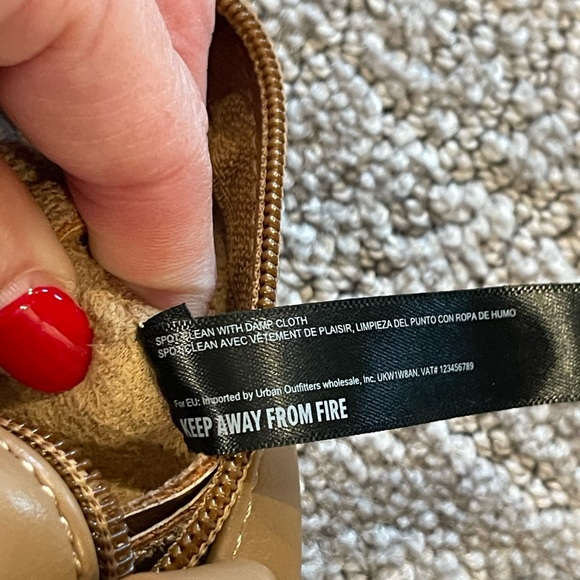 SPOT CLEAN WITH DAMP CLOTH
SPOT CLEAN AVEC VÊTEMENT DE PLAISIR, LIMPIEZA DEL PUNTO CON ROPA DE HUMO
For EU: Imported by Urban Outfitters wholesale, Inc. UKW1W8AN. VAT# 123456789
KEEP AWAY FROM FIRE